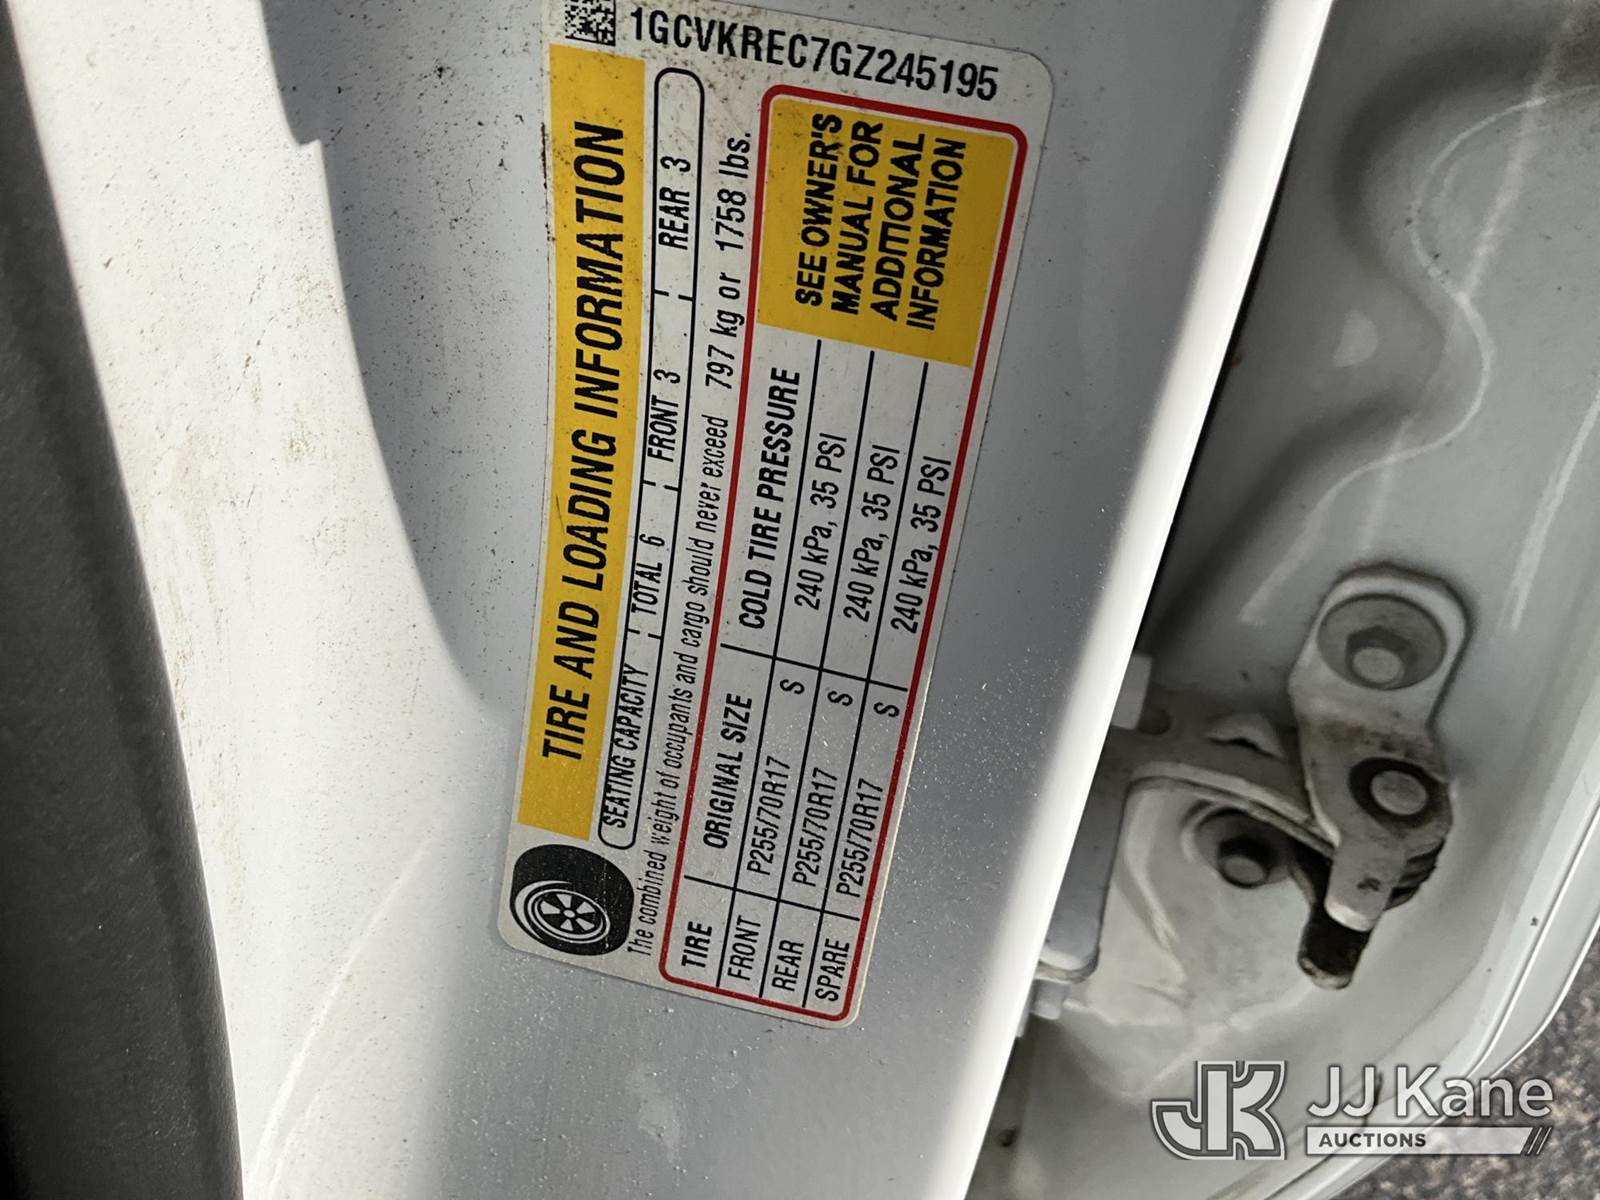 1GCVKREC7GZ245195
TIRE AND LOADING INFORMATION
SEATING CAPACITY TOTAL 6 FRONT 3 REAR 3
The combined weight of occupants and cargo should never exceed 797 kg or 1758 lbs.
TIRE ORIGINAL SIZE COLD TIRE PRESSURE
FRONT P255/70R17 S 240 kPa, 35 PSI
REAR P255/70R17 S 240 kPa, 35 PSI
SPARE P255/70R17 S 240 kPa, 35 PSI
SEE OWNER'S
MANUAL FOR
ADDITIONAL
INFORMATION
JK JJ Kane
AUCTIONS